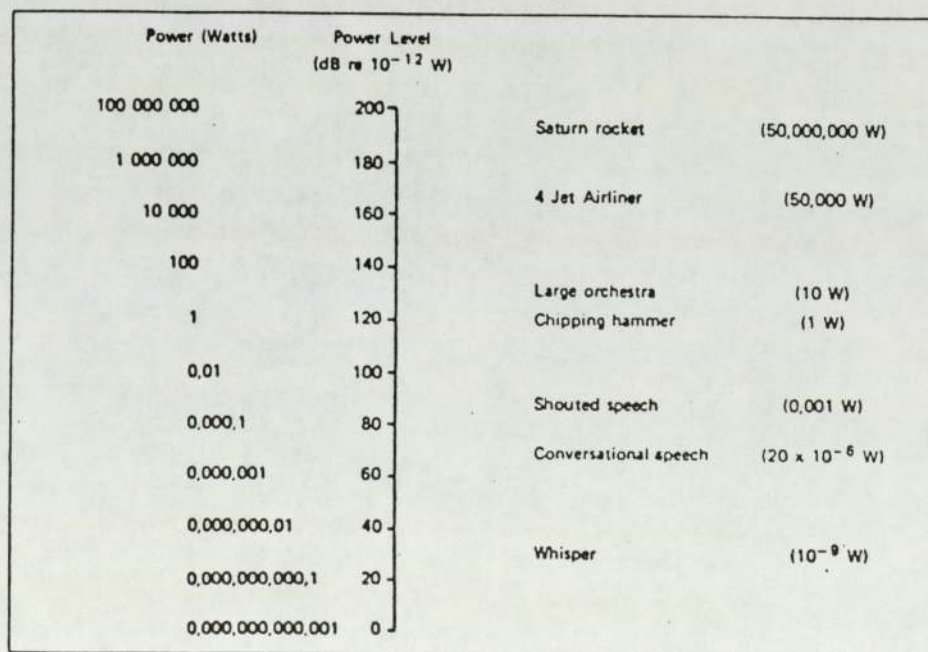 Power (Watts) Power Level
(dB re 10⁻¹² W)
100 000 000 200
Saturn rocket (50,000,000 W)
1 000 000 180
4 Jet Airliner (50,000 W)
10 000 160
100 140
Large orchestra (10 W)
1 120
Chipping hammer (1 W)
0,01 100
Shouted speech (0,001 W)
0,000,1 80
Conversational speech (20 x 10⁻⁶ W)
0,000,001 60
0,000,000,01 40
Whisper (10⁻⁹ W)
0,000,000,000,1 20
0,000,000,000,001 0